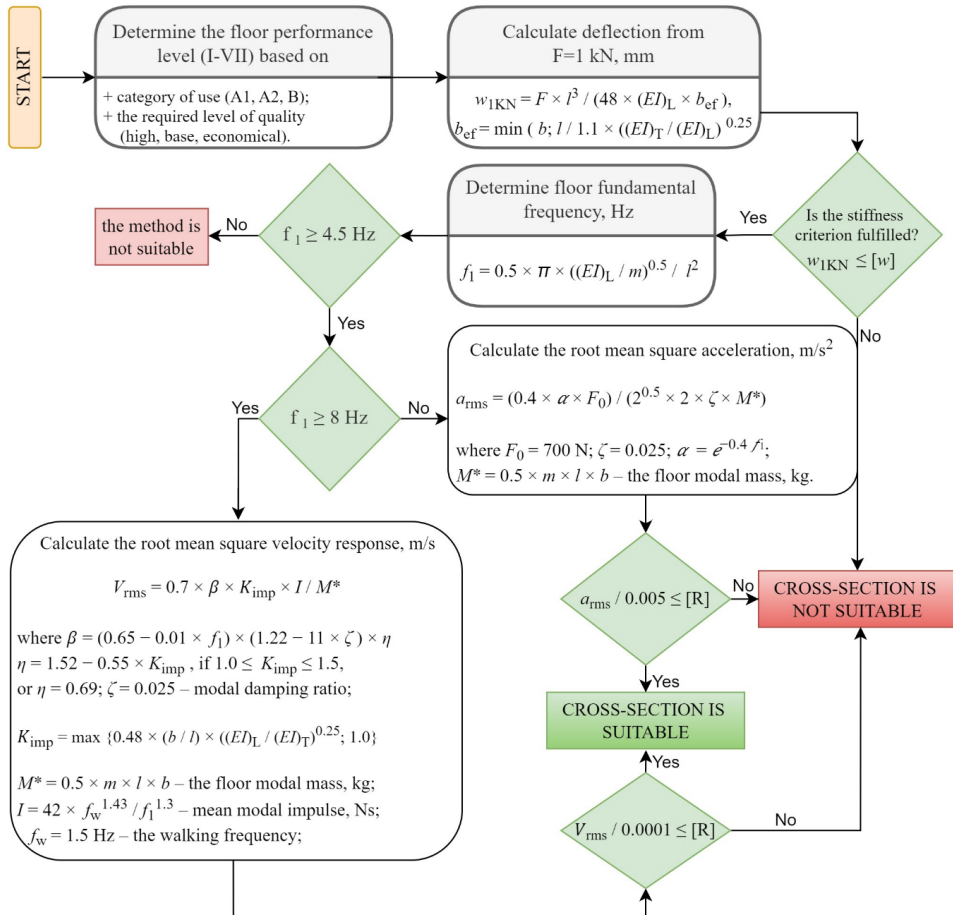 START
Determine the floor performance
level (I-VII) based on
+ category of use (A1, A2, B);
+ the required level of quality
(high, base, economical).
Calculate deflection from
F=1 kN, mm
w1KN = F × l³ / (48 × (EI)L × bef ),
bef = min ( b; l / 1.1 × ((EI)T / (EI)L) 0.25
Is the stiffness
criterion fulfilled?
w1KN ≤ [w]
Yes
No
Determine floor fundamental
frequency, Hz
f1 = 0.5 × π × ((EI)L / m)0.5 / l2
f 1 ≥ 4.5 Hz
No
the method is
not suitable
Yes
f 1 ≥ 8 Hz
Yes
No
Calculate the root mean square acceleration, m/s2
arms = (0.4 × α × F0) / (20.5 × 2 × ζ × M*)
where F0 = 700 N; ζ = 0.025; α = e−0.4 f1;
M* = 0.5 × m × l × b – the floor modal mass, kg.
Calculate the root mean square velocity response, m/s
Vrms = 0.7 × β × Kimp × I / M*
where β = (0.65 − 0.01 × f1) × (1.22 − 11 × ζ ) × η
η = 1.52 − 0.55 × Kimp , if 1.0 ≤ Kimp ≤ 1.5,
or η = 0.69; ζ = 0.025 – modal damping ratio;
Kimp = max {0.48 × (b / l) × ((EI)L / (EI)T)0.25; 1.0}
M* = 0.5 × m × l × b – the floor modal mass, kg;
I = 42 × fw1.43 / f11.3 – mean modal impulse, Ns;
fw = 1.5 Hz – the walking frequency;
arms / 0.005 ≤ [R]
No
CROSS-SECTION IS
NOT SUITABLE
Yes
CROSS-SECTION IS
SUITABLE
Yes
Vrms / 0.0001 ≤ [R]
No